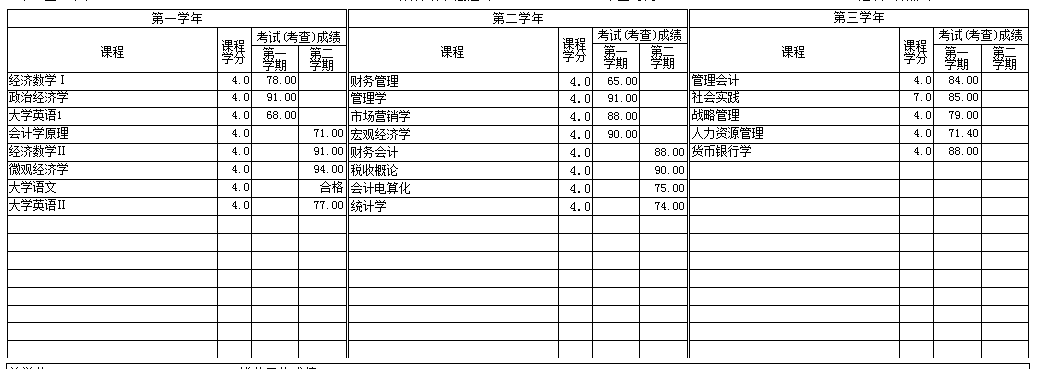 第一学年 第二学年 第三学年
课程 课程学分 考试(考查)成绩 课程 课程学分 考试(考查)成绩 课程 课程学分 考试(考查)成绩
第一学期 第二学期 第一学期 第二学期 第一学期 第二学期
经济数学Ⅰ 4.0 78.00 财务管理 4.0 65.00 管理会计 4.0 84.00
政治经济学 4.0 91.00 管理学 4.0 91.00 社会实践 7.0 85.00
大学英语1 4.0 68.00 市场营销学 4.0 88.00 战略管理 4.0 79.00
会计学原理 4.0 71.00 宏观经济学 4.0 90.00 人力资源管理 4.0 71.40
经济数学Ⅱ 4.0 91.00 财务会计 4.0 88.00 货币银行学 4.0 88.00
微观经济学 4.0 94.00 税收概论 4.0 90.00
大学语文 4.0 合格 会计电算化 4.0 75.00
大学英语Ⅱ 4.0 77.00 统计学 4.0 74.00